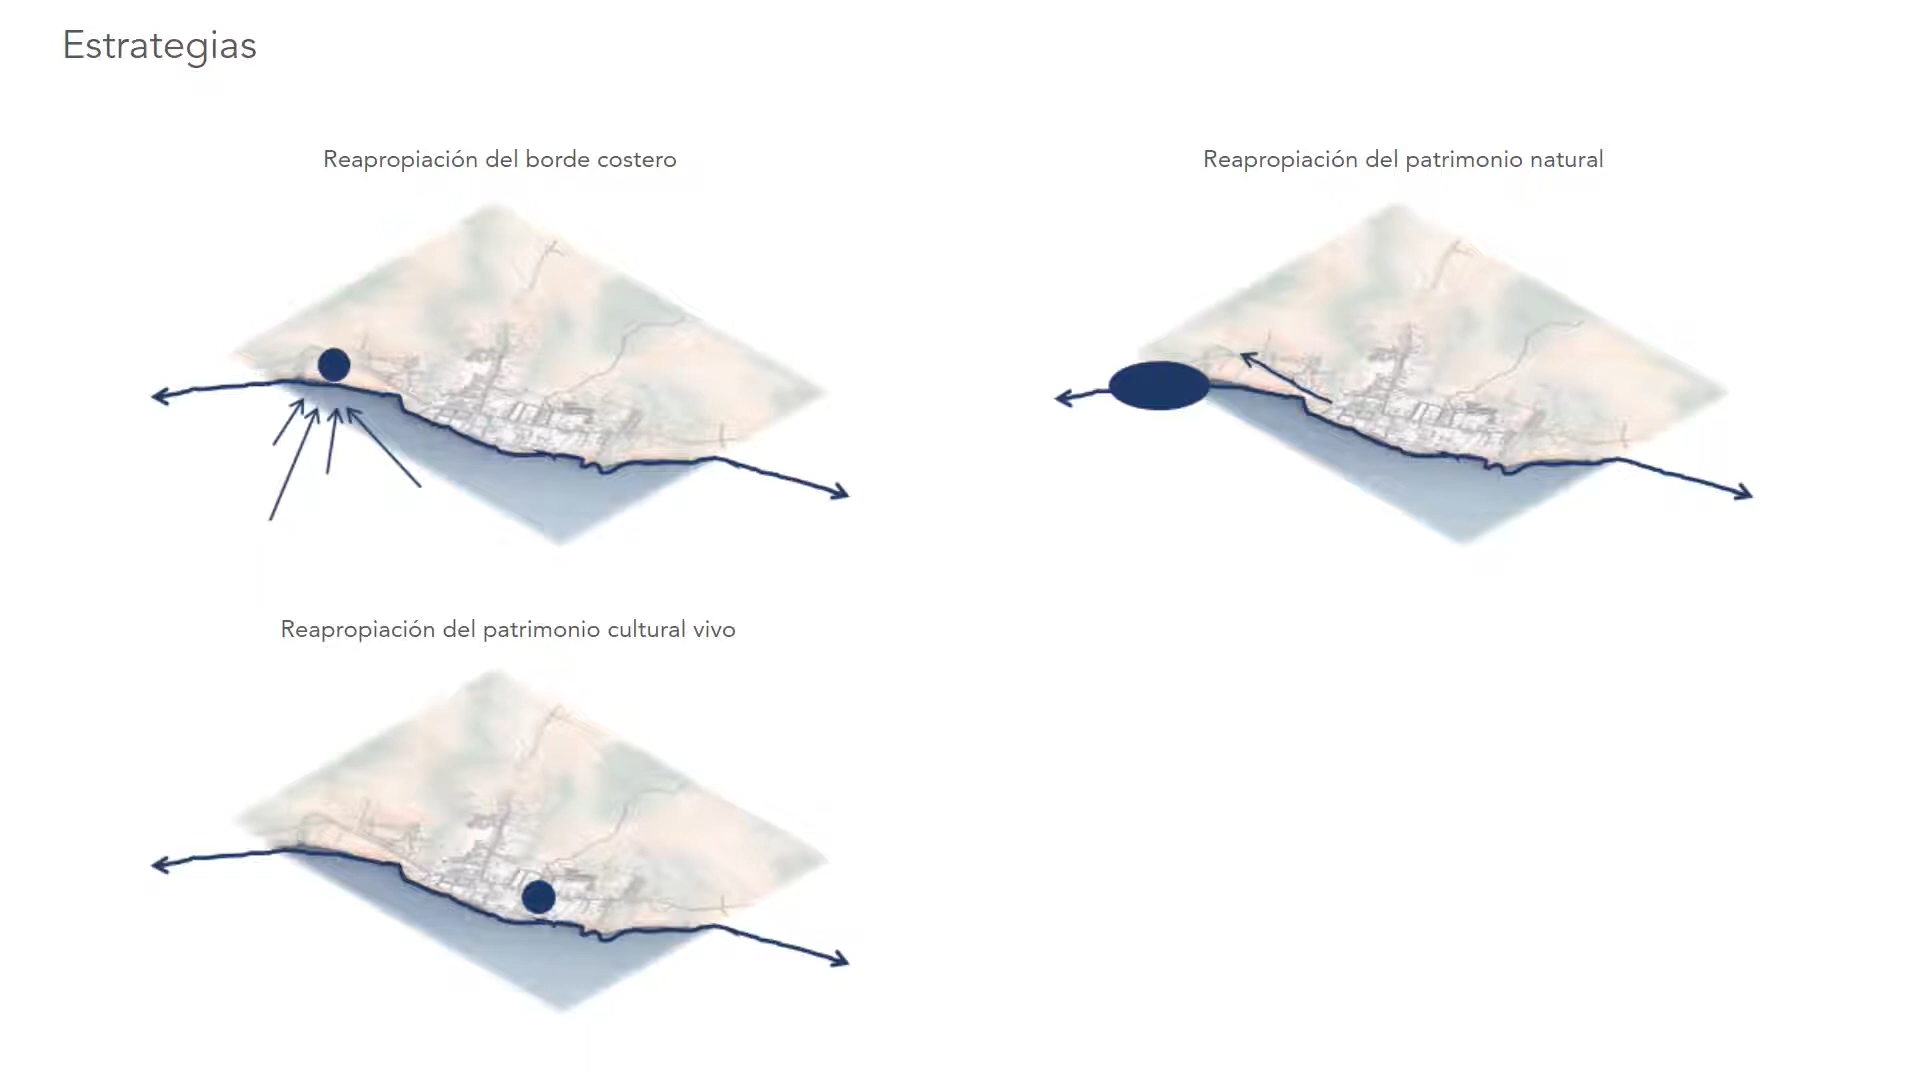 Estrategias
Reapropiación del borde costero
Reapropiación del patrimonio natural
Reapropiación del patrimonio cultural vivo